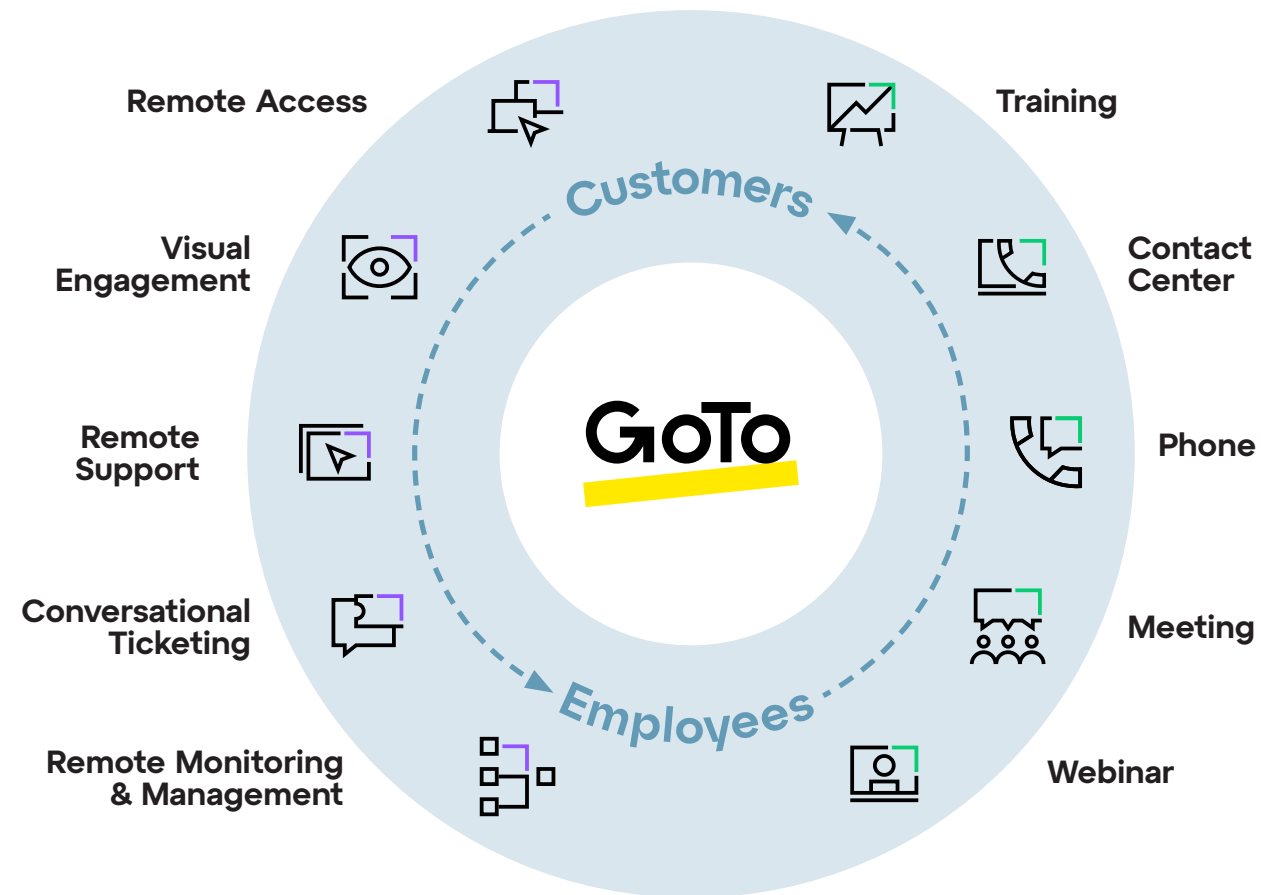 Remote Access
Training
Customers
Visual
Engagement
Contact
Center
GoTo
Remote
Support
Phone
Conversational
Ticketing
Meeting
Employees
Remote Monitoring
& Management
Webinar